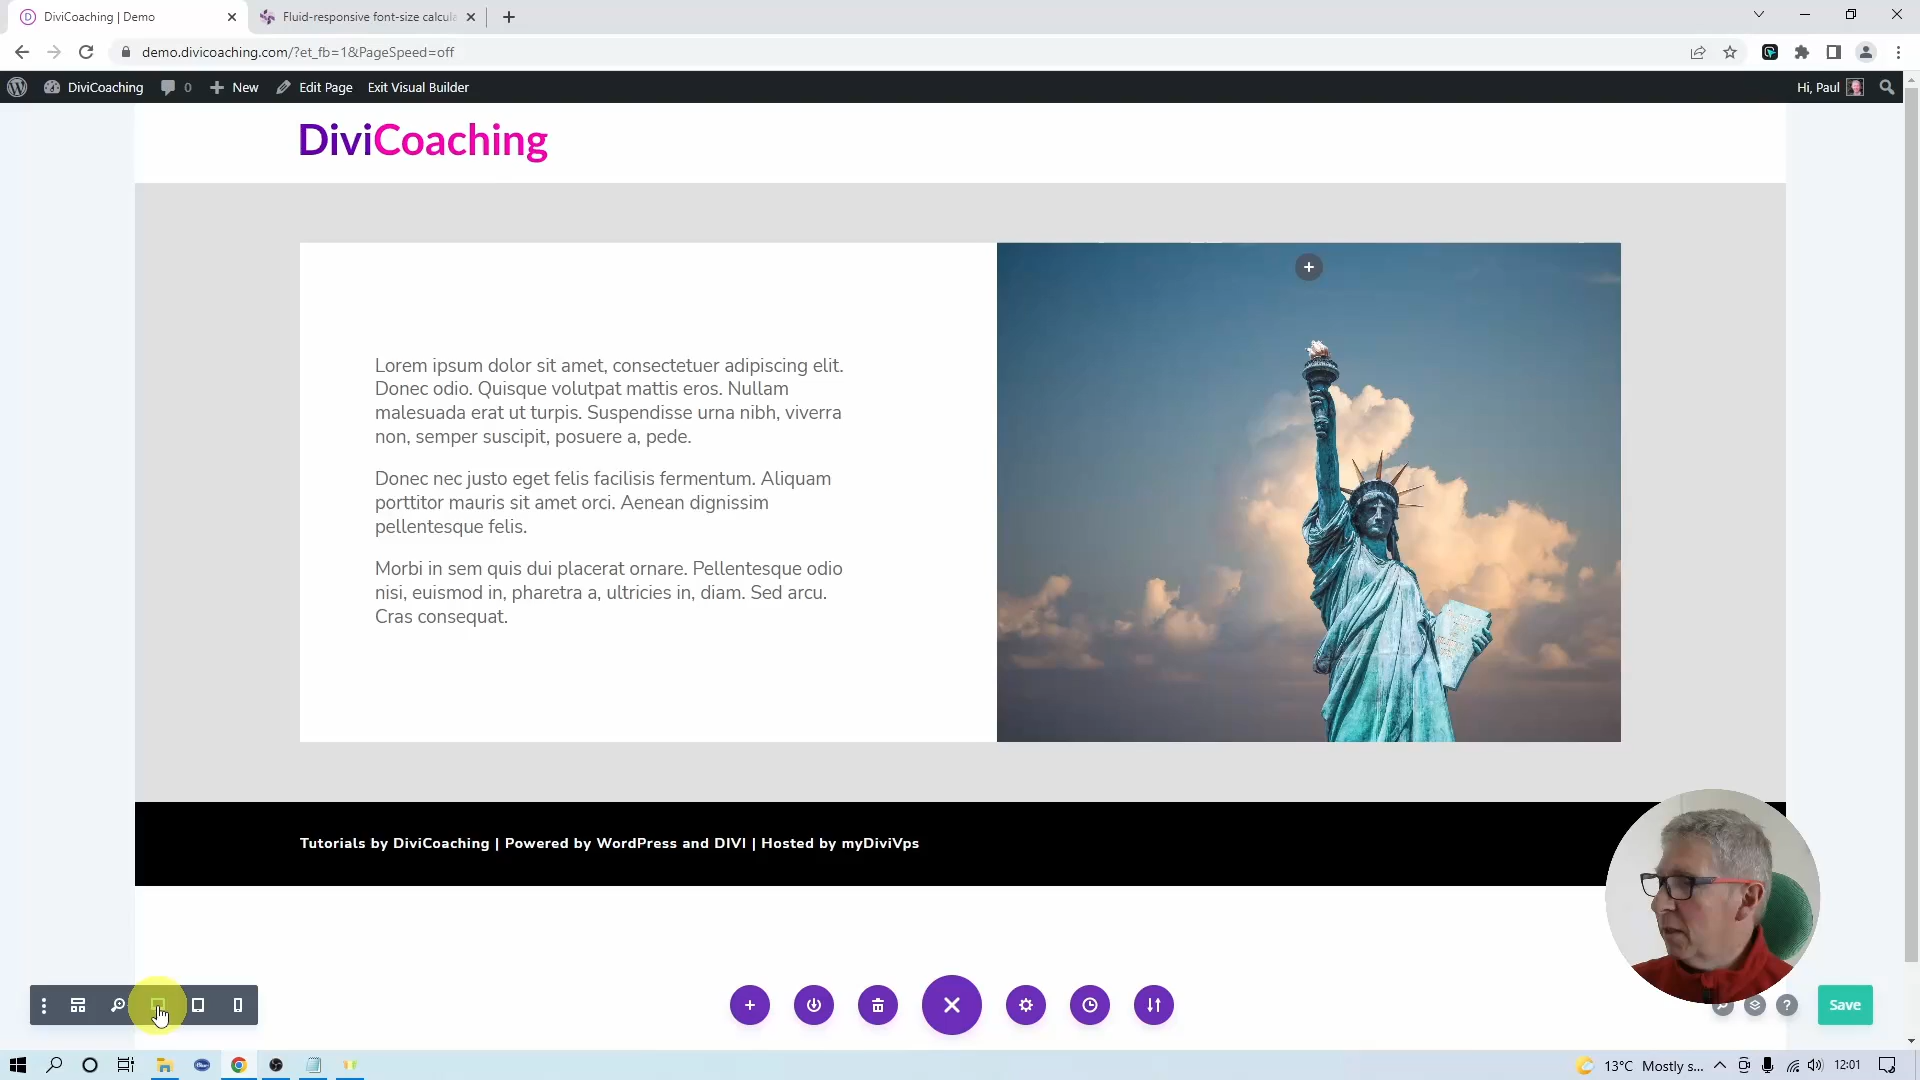 DiviCoaching | Demo
Fluid-responsive font-size calcula
demo.divicoaching.com/?et_fb=1&PageSpeed=off
DiviCoaching
0
New
Edit Page
Exit Visual Builder
Hi, Paul
DiviCoaching
Lorem ipsum dolor sit amet, consectetuer adipiscing elit.
Donec odio. Quisque volutpat mattis eros. Nullam
malesuada erat ut turpis. Suspendisse urna nibh, viverra
non, semper suscipit, posuere a, pede.
Donec nec justo eget felis facilisis fermentum. Aliquam
porttitor mauris sit amet orci. Aenean dignissim
pellentesque felis.
Morbi in sem quis dui placerat ornare. Pellentesque odio
nisi, euismod in, pharetra a, ultricies in, diam. Sed arcu.
Cras consequat.
Tutorials by DiviCoaching | Powered by WordPress and DIVI | Hosted by myDiviVps
Save
13°C Mostly s...
12:01